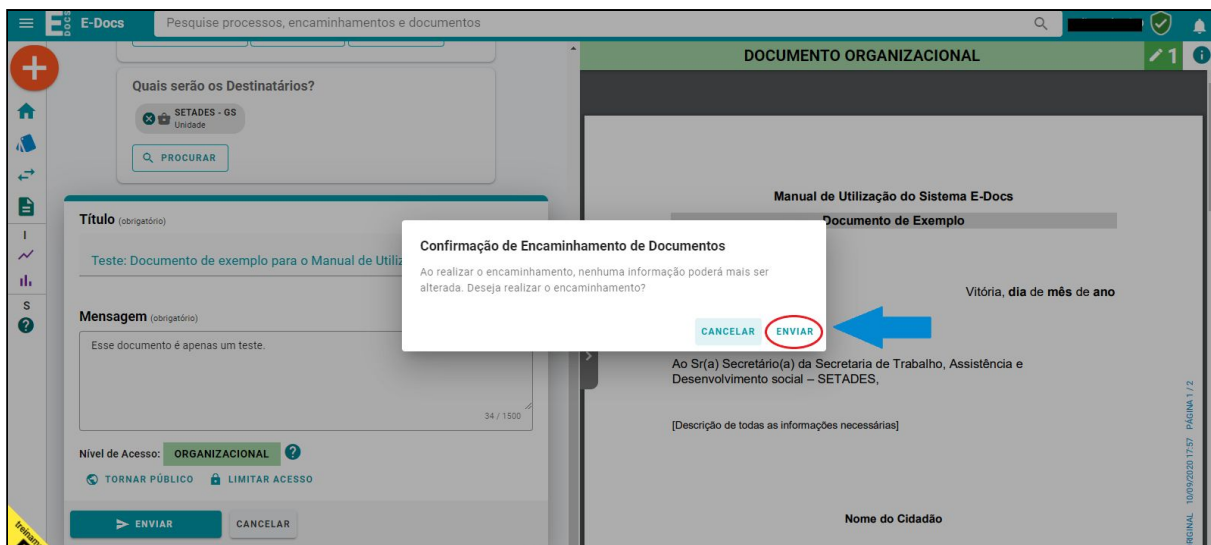 E DOCS
E-Docs
Pesquise processos, encaminhamentos e documentos
Quais serão os Destinatários?
SETADES - GS
Unidade
PROCURAR
Título (obrigatório)
Teste: Documento de exemplo para o Manual de
Mensagem (obrigatório)
Esse documento é apenas um teste.
34 / 1500
Nível de Acesso: ORGANIZACIONAL ?
TORNAR PÚBLICO LIMITAR ACESSO
ENVIAR CANCELAR
I
S
?
Confirmação de Encaminhamento de Documentos
Ao realizar o encaminhamento, nenhuma informação poderá mais ser
alterada. Deseja realizar o encaminhamento?
CANCELAR ENVIAR
DOCUMENTO ORGANIZACIONAL
1
Manual de Utilização do Sistema E-Docs
Documento de Exemplo
Vitória, dia de mês de ano
Ao Sr(a) Secretário(a) da Secretaria de Trabalho, Assistência e
Desenvolvimento social – SETADES,
[Descrição de todas as informações necessárias]
Nome do Cidadão
10/09/2020 17:57 PÁGINA 1 / 2